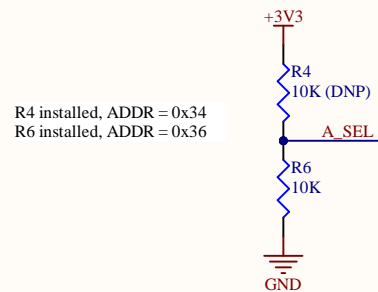 +3V3
R4
10K (DNP)
R4 installed, ADDR = 0x34
R6 installed, ADDR = 0x36
A_SEL
R6
10K
GND